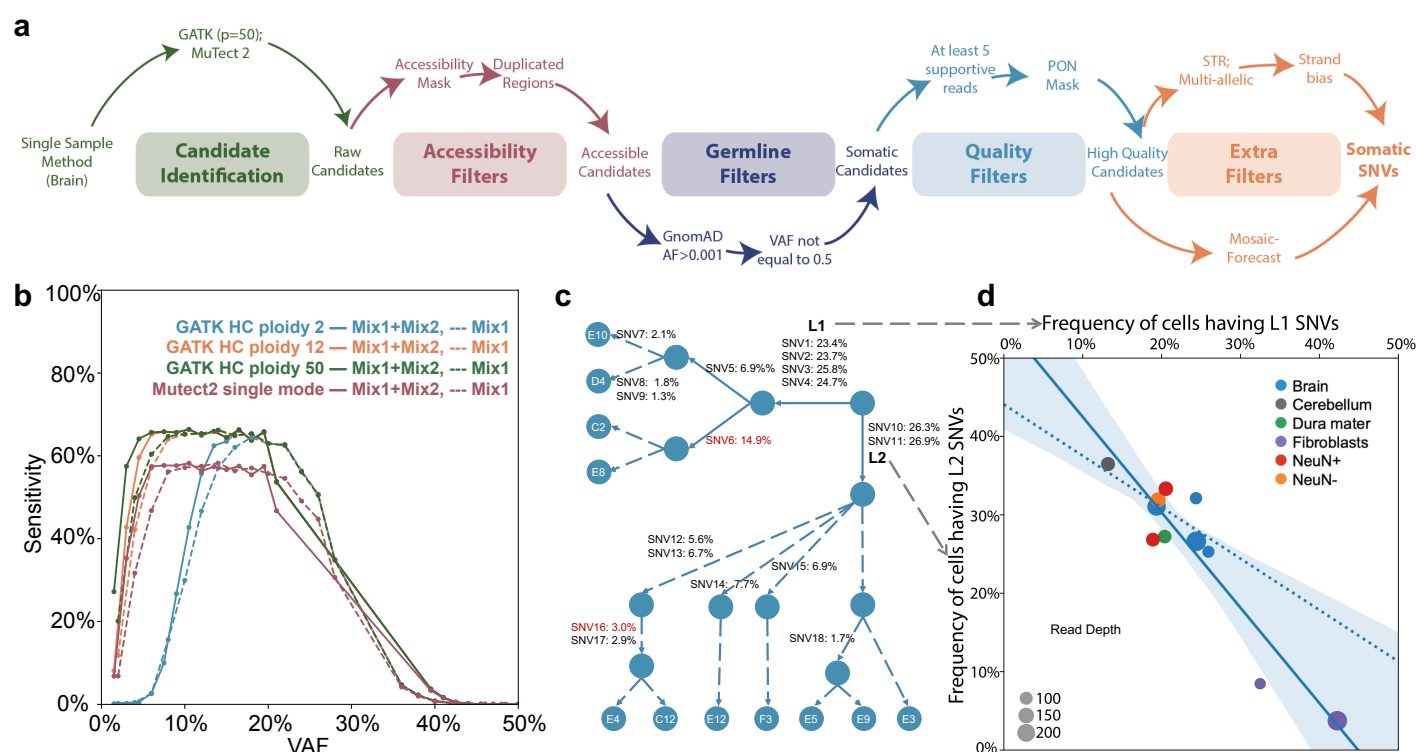 a
GATK (p=50);
MuTect 2
Single Sample
Method
(Brain)
Candidate
Identification
Raw
Candidates
Accessibility
Mask
Duplicated
Regions
Accessibility
Filters
Accessible
Candidates
Germline
Filters
GnomAD
AF>0.001
VAF not
equal to 0.5
Somatic
Candidates
At least 5
supportive
reads
PON
Mask
Quality
Filters
High Quality
Candidates
STR;
Multi-allelic
Strand
bias
Extra
Filters
Mosaic-
Forecast
Somatic
SNVs
b
100%
80%
60%
40%
20%
0%
Sensitivity
GATK HC ploidy 2 — Mix1+Mix2, --- Mix1
GATK HC ploidy 12 — Mix1+Mix2, --- Mix1
GATK HC ploidy 50 — Mix1+Mix2, --- Mix1
Mutect2 single mode — Mix1+Mix2, --- Mix1
0% 10% 20% 30% 40% 50%
VAF
c
L1
SNV1: 23.4%
SNV2: 23.7%
SNV3: 25.8%
SNV4: 24.7%
E10
SNV7: 2.1%
D4
SNV8: 1.8%
SNV9: 1.3%
SNV5: 6.9%%
C2
SNV6: 14.9%
E8
SNV10: 26.3%
SNV11: 26.9%
L2
SNV12: 5.6%
SNV13: 6.7%
SNV15: 6.9%
SNV14: 7.7%
SNV16: 3.0%
SNV17: 2.9%
SNV18: 1.7%
E4 C12 E12 F3 E5 E9 E3
d
Frequency of cells having L1 SNVs
0% 10% 20% 30% 40% 50%
50%
40%
30%
20%
10%
0%
Frequency of cells having L2 SNVs
Brain
Cerebellum
Dura mater
Fibroblasts
NeuN+
NeuN-
Read Depth
100
150
200